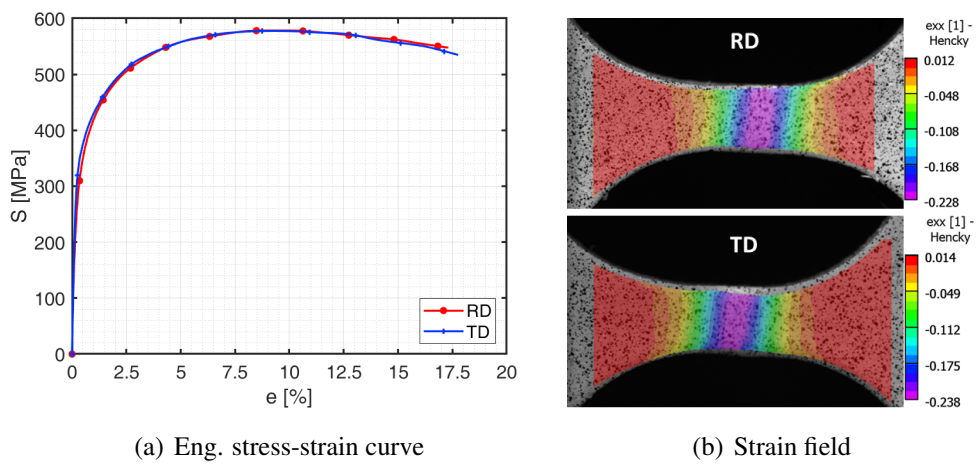 600
500
400
300
200
100
0
S [MPa]
0 2.5 5 7.5 10 12.5 15 17.5 20
e [%]
RD
TD
(a) Eng. stress-strain curve
RD
exx [1] -
Hencky
0.012
-0.048
-0.108
-0.168
-0.228
TD
exx [1] -
Hencky
0.014
-0.049
-0.112
-0.175
-0.238
(b) Strain field